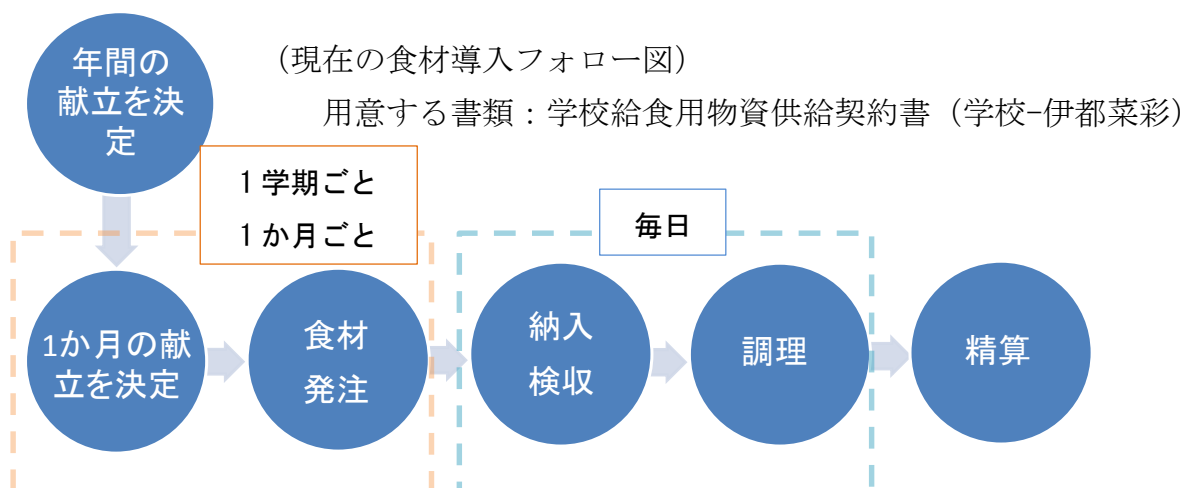 年間の
献立を決
定
（現在の食材導入フォロー図）
用意する書類：学校給食用物資供給契約書（学校-伊都菜彩）
1学期ごと
1か月ごと
毎日
1か月の献
立を決定
食材
発注
納入
検収
調理
精算